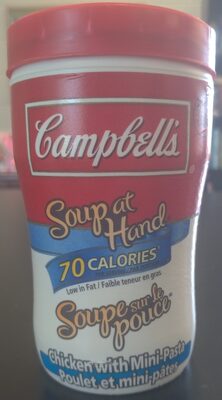 Campbell's
Soup at
Hand
70 CALORIES
Low in Fat / Faible teneur en gras
Soupe sur le
pouce
Chicken with Mini-Pasta
Poulet et mini-pâtes